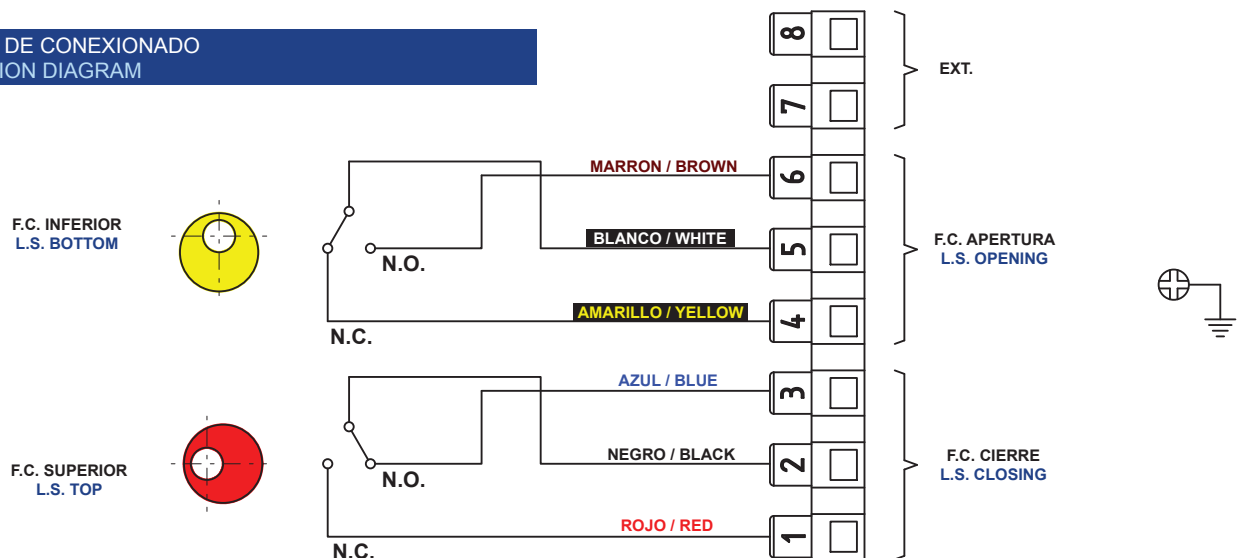 DE CONEXIONADO
ION DIAGRAM
8
EXT.
7
MARRON / BROWN
6
F.C. INFERIOR
L.S. BOTTOM
BLANCO / WHITE
5
F.C. APERTURA
L.S. OPENING
N.O.
AMARILLO / YELLOW
4
N.C.
AZUL / BLUE
3
F.C. SUPERIOR
L.S. TOP
NEGRO / BLACK
2
F.C. CIERRE
L.S. CLOSING
N.O.
ROJO / RED
1
N.C.